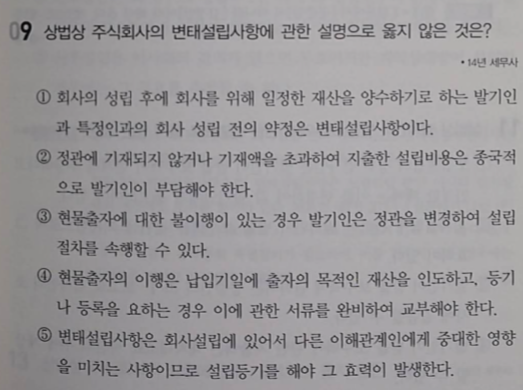 09 상법상 주식회사의 변태설립사항에 관한 설명으로 옳지 않은 것은?
• 14년 세무사
① 회사의 성립 후에 회사를 위해 일정한 재산을 양수하기로 하는 발기인
과 특정인과의 회사 성립 전의 약정은 변태설립사항이다.
② 정관에 기재되지 않거나 기재액을 초과하여 지출한 설립비용은 종국적
으로 발기인이 부담해야 한다.
③ 현물출자에 대한 불이행이 있는 경우 발기인은 정관을 변경하여 설립
절차를 속행할 수 있다.
④ 현물출자의 이행은 납입기일에 출자의 목적인 재산을 인도하고, 등기
나 등록을 요하는 경우 이에 관한 서류를 완비하여 교부해야 한다.
⑤ 변태설립사항은 회사설립에 있어서 다른 이해관계인에게 중대한 영향
을 미치는 사항이므로 설립등기를 해야 그 효력이 발생한다.